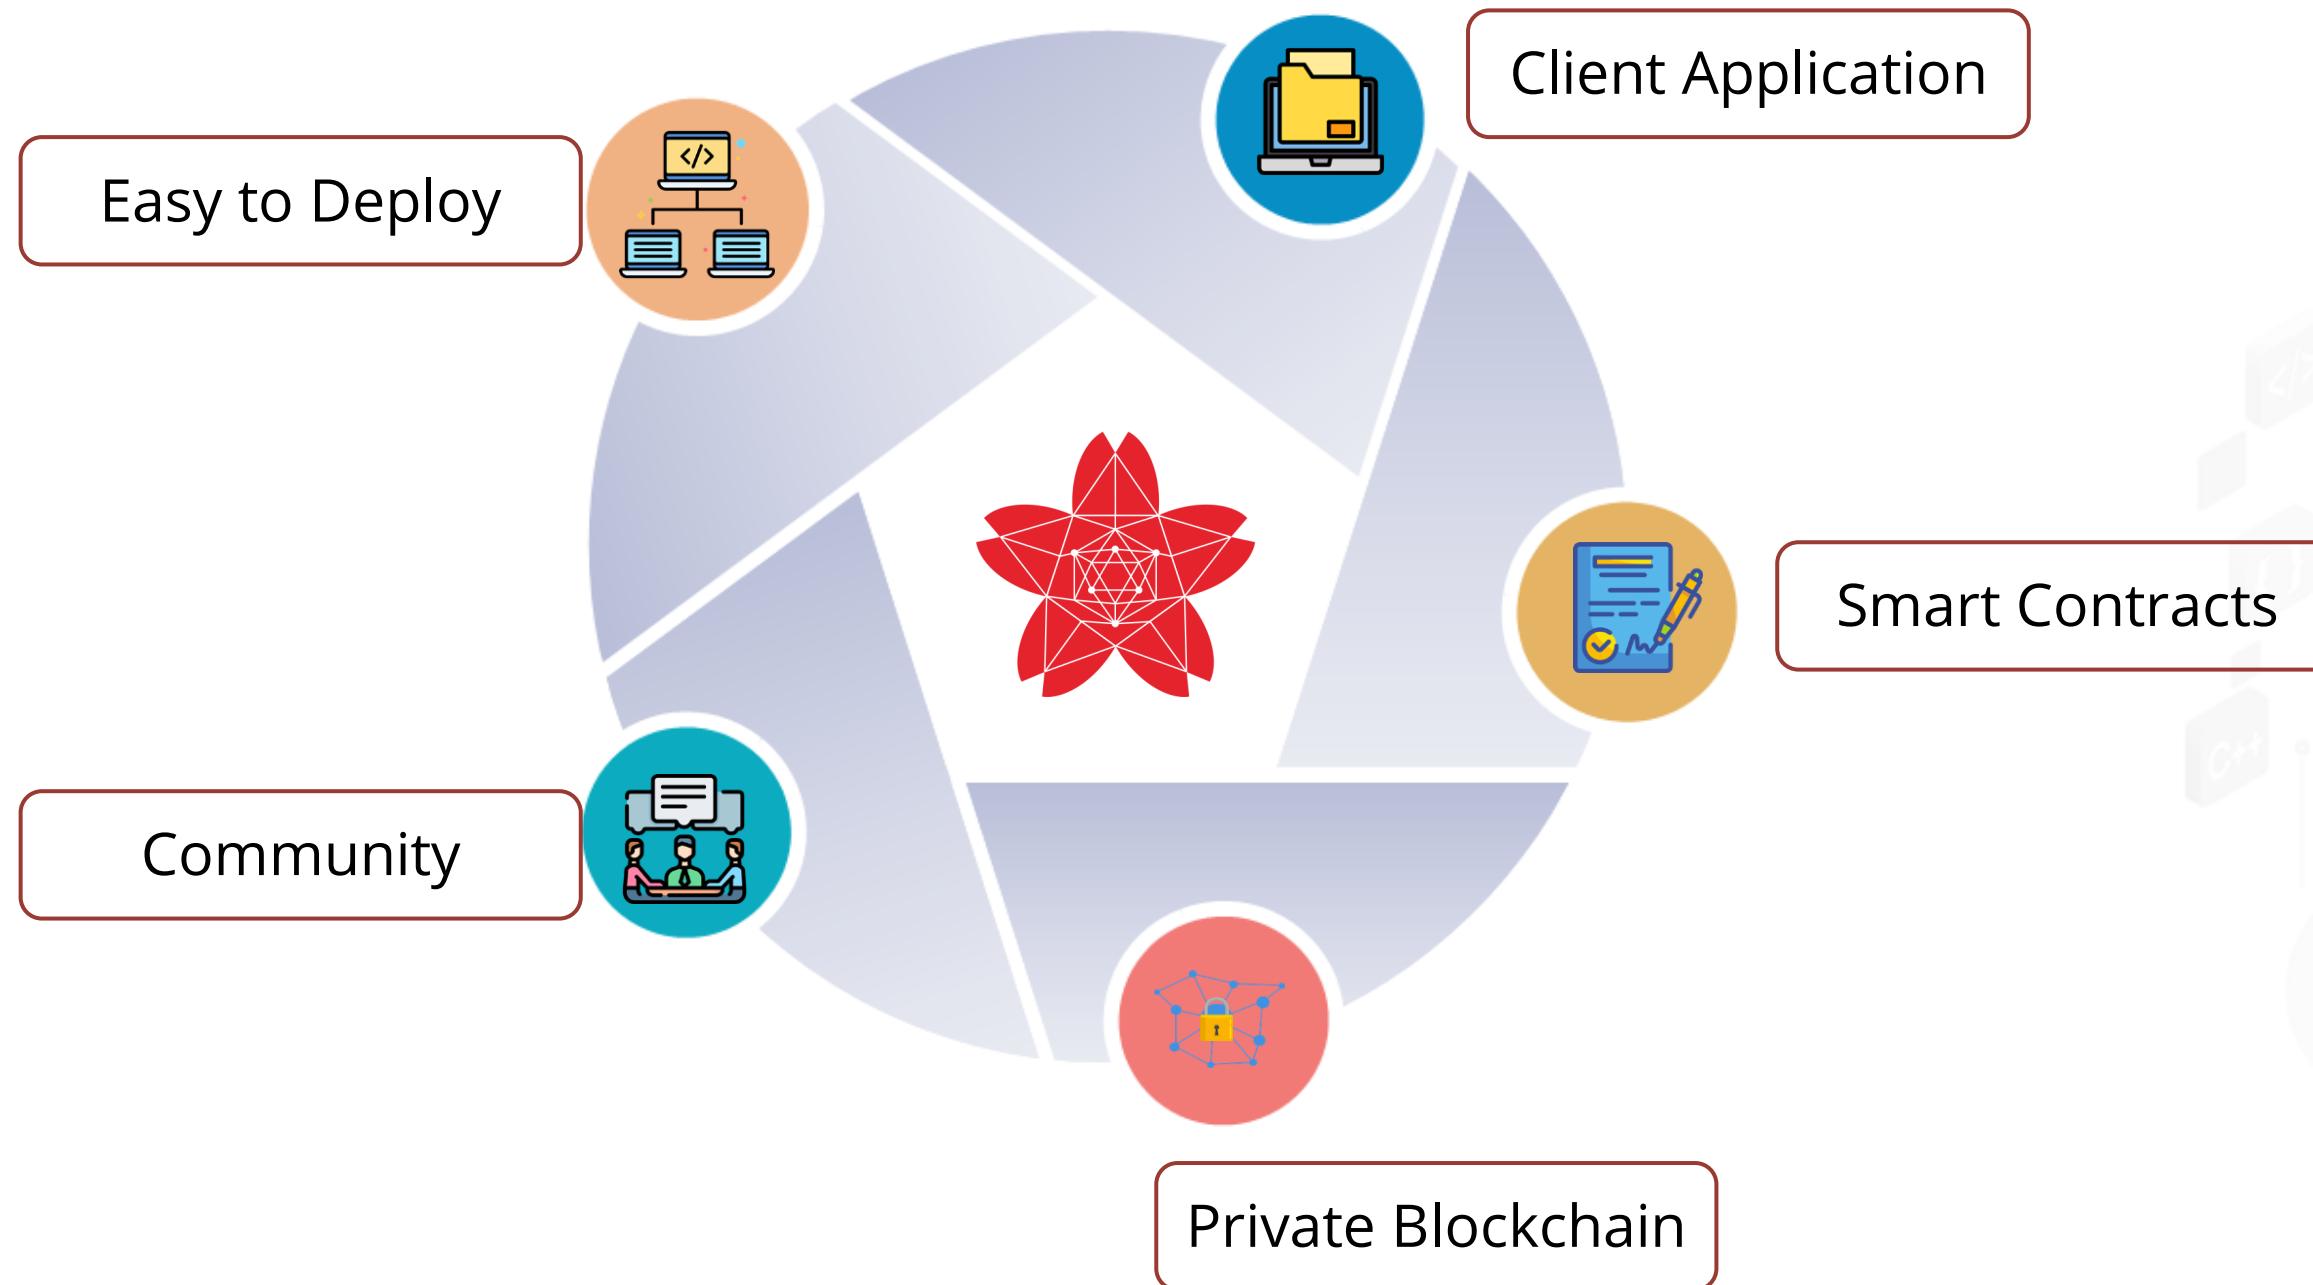 Client Application
Easy to Deploy
</>
Smart Contracts
C++
Community
Private Blockchain